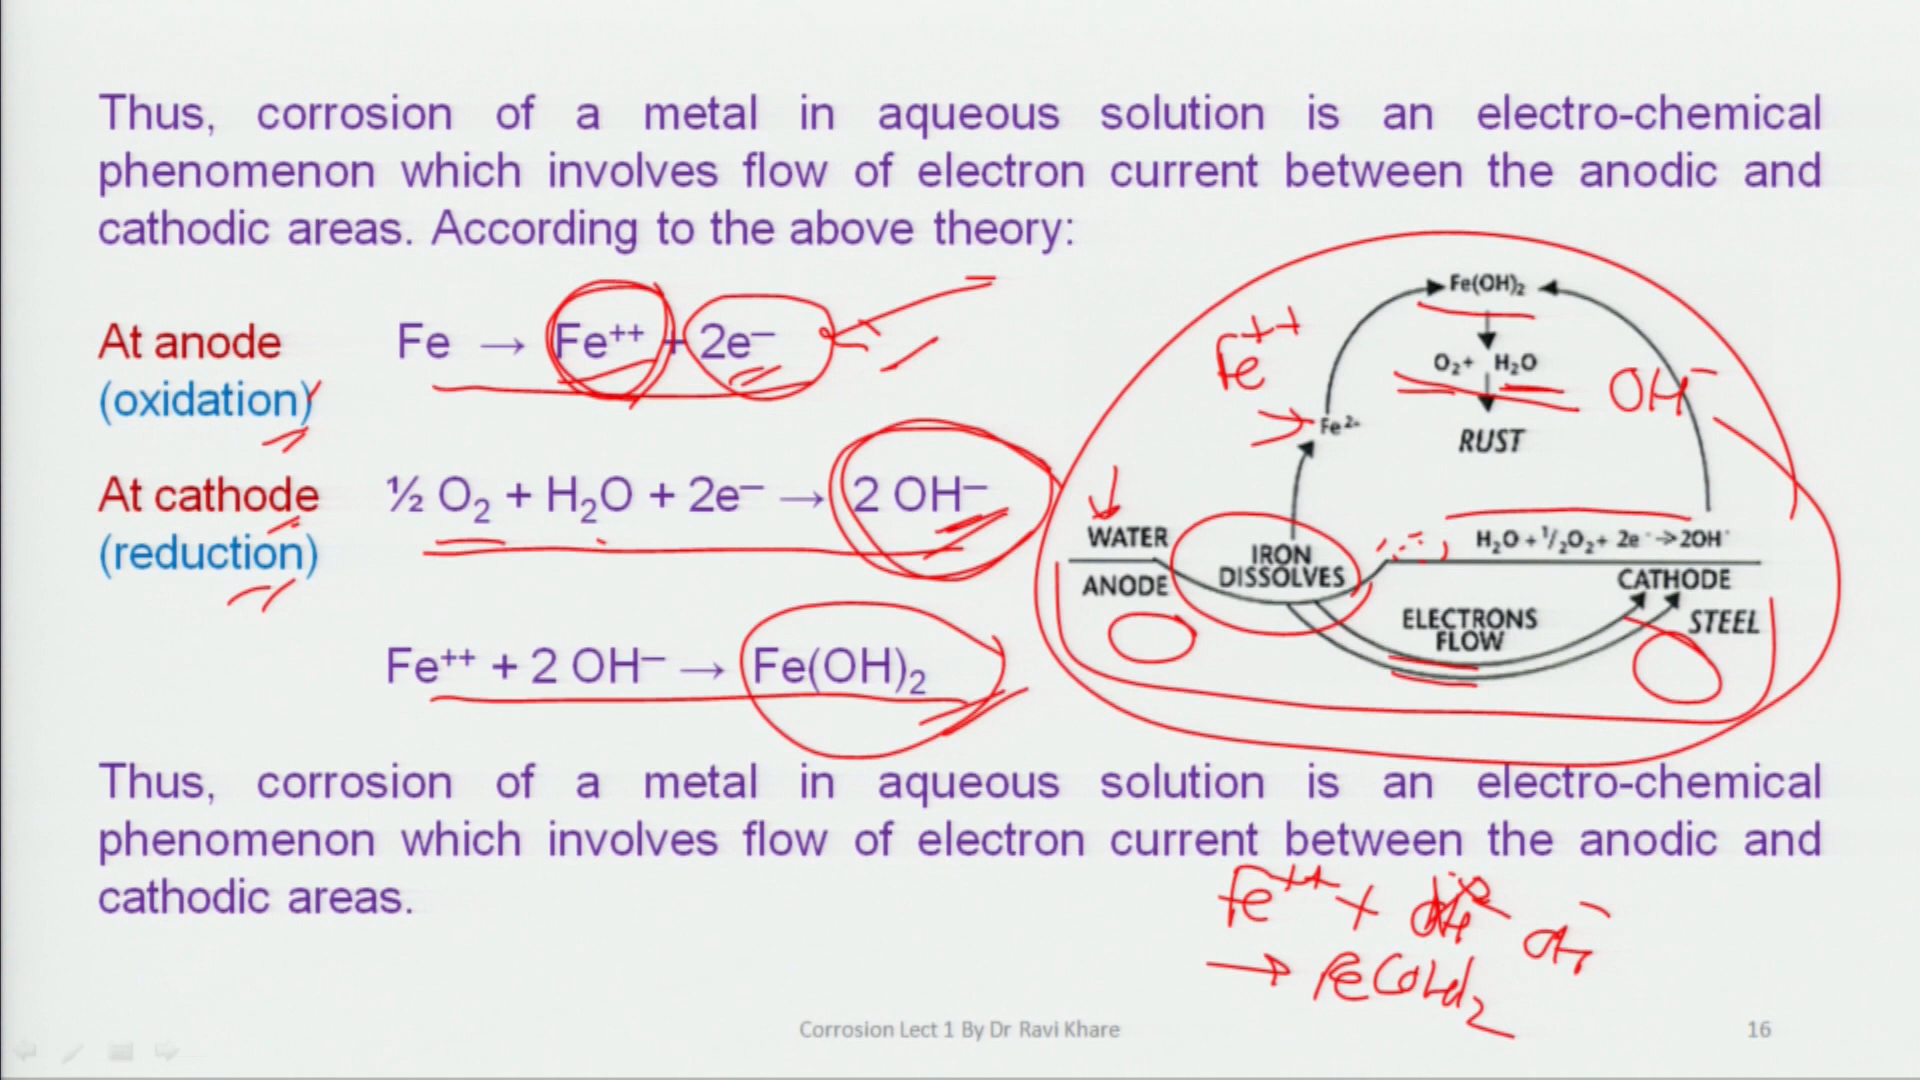 Thus, corrosion of a metal in aqueous solution is an electro-chemical
phenomenon which involves flow of electron current between the anodic and
cathodic areas. According to the above theory:
At anode Fe → Fe⁺⁺ + 2e⁻
(oxidation)
At cathode ½ O₂ + H₂O + 2e⁻ → 2 OH⁻
(reduction)
Fe⁺⁺ + 2 OH⁻ → Fe(OH)₂
Fe(OH)₂
Fe⁺⁺
O₂+ H₂O
OH⁻
Fe²⁺
RUST
WATER
IRON
DISSOLVES
H₂O + ½O₂ + 2e⁻ → 2OH⁻
ANODE
CATHODE
ELECTRONS
FLOW
STEEL
Thus, corrosion of a metal in aqueous solution is an electro-chemical
phenomenon which involves flow of electron current between the anodic and
cathodic areas.
Fe⁺⁺ + OH⁻
→ Fe(OH)₂
Corrosion Lect 1 By Dr Ravi Khare
16